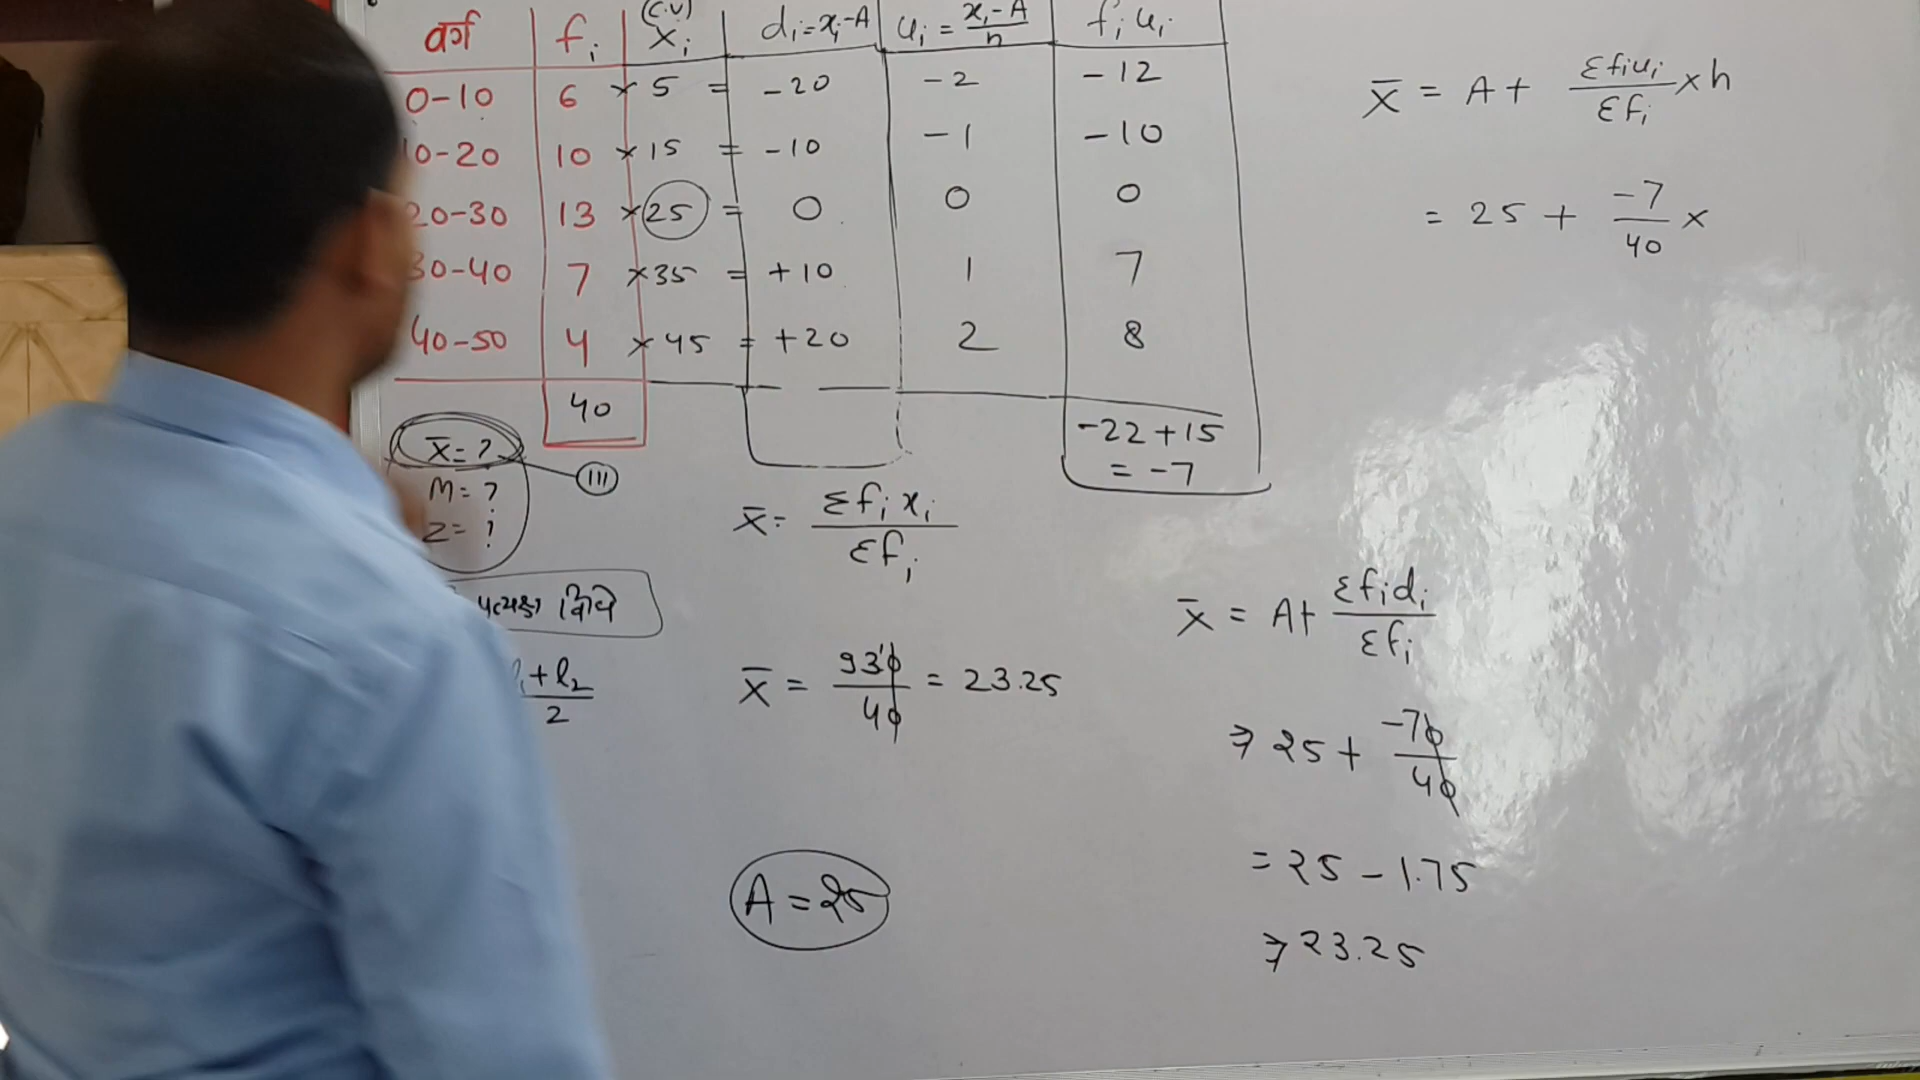 वर्ग fi (C.V) xi di=xi-A ui = xi-A/h fiui
0-10 6 × 5 = -20 -2 -12
10-20 10 × 15 = -10 -1 -10
20-30 13 × 25 = 0 0 0
30-40 7 × 35 = +10 1 7
40-50 4 × 45 = +20 2 8
40 -22+15
= -7
x̄ = ?
M = ?
Z = ?
(III)
l₁+l₂/2
x̄ = Σfixi/Σfi
x̄ = 930/40 = 23.25
A = 25
x̄ = A + Σfiui/Σfi × h
= 25 + -7/40 ×
x̄ = A + Σfidi/Σfi
⇒ 25 + -70/40
= 25 - 1.75
⇒ 23.25